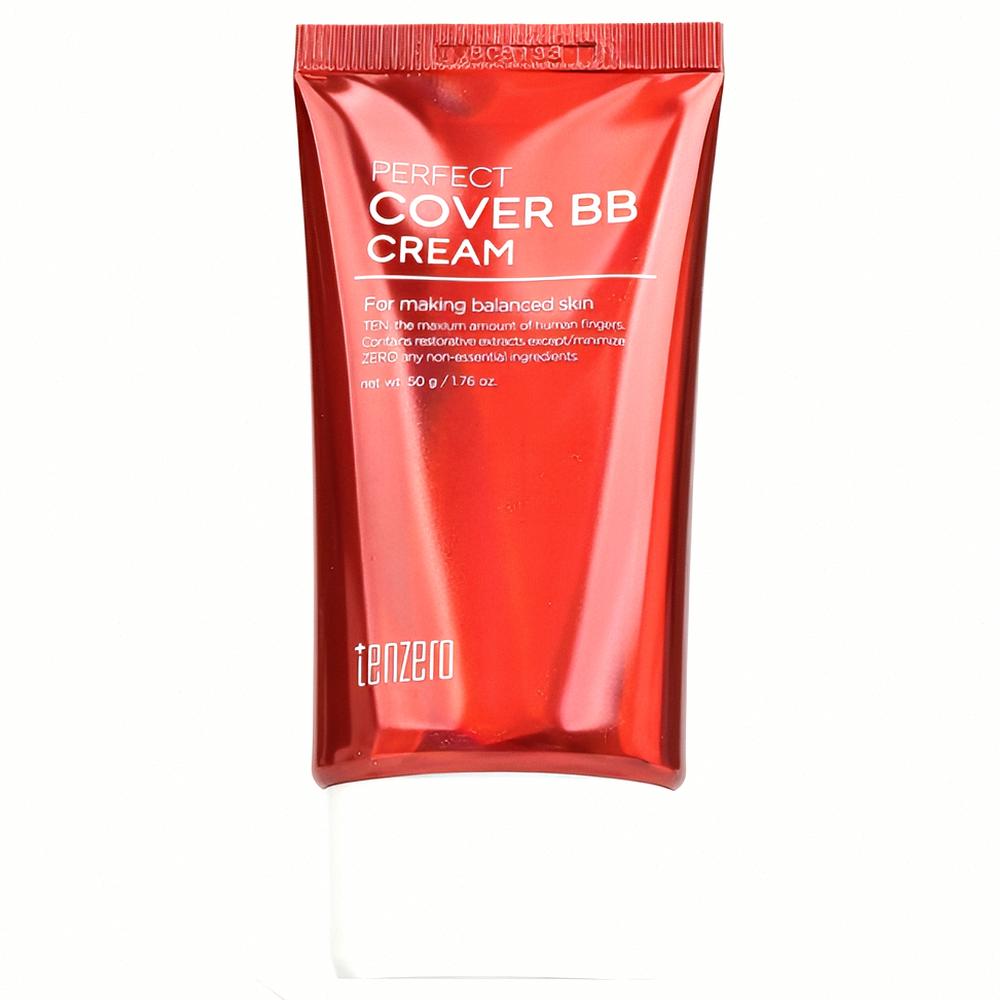 PERFECT
COVER BB
CREAM
For making balanced skin
TEN: the maxium amount of human fingers.
Contains restorative extracts except/minimize
ZERO any non-essential ingredients
net wt. 50 g / 1.76 oz.
tenzero